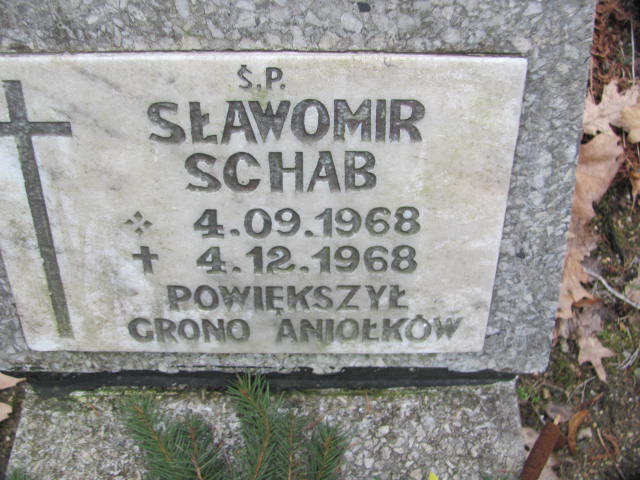 Ś.P.
SŁAWOMIR
SCHAB
4.09.1968
4.12.1968
POWIĘKSZYŁ
GRONO ANIOŁKÓW